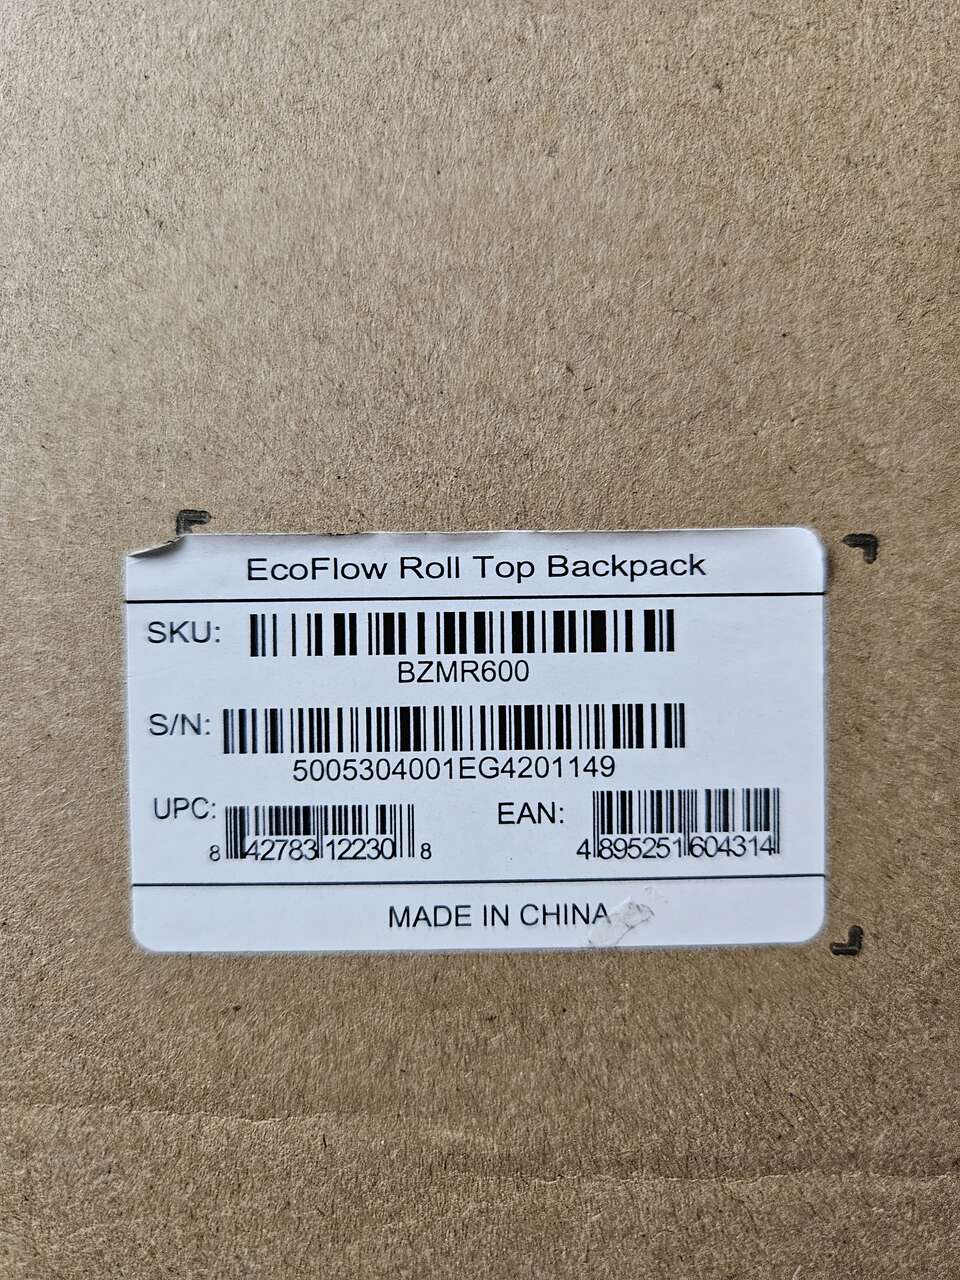 EcoFlow Roll Top Backpack
SKU:
BZMR600
S/N:
5005304001EG4201149
UPC: EAN:
8 42783 12230 8 4 895251 604314
MADE IN CHINA